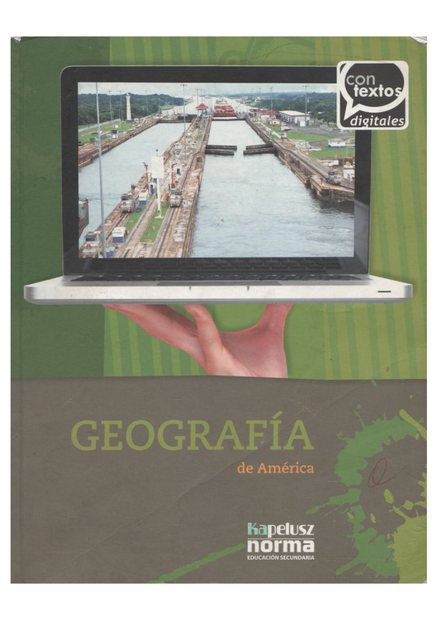 con
textos
digitales
GEOGRAFÍA
de América
kapelusz
norma
EDUCACIÓN SECUNDARIA